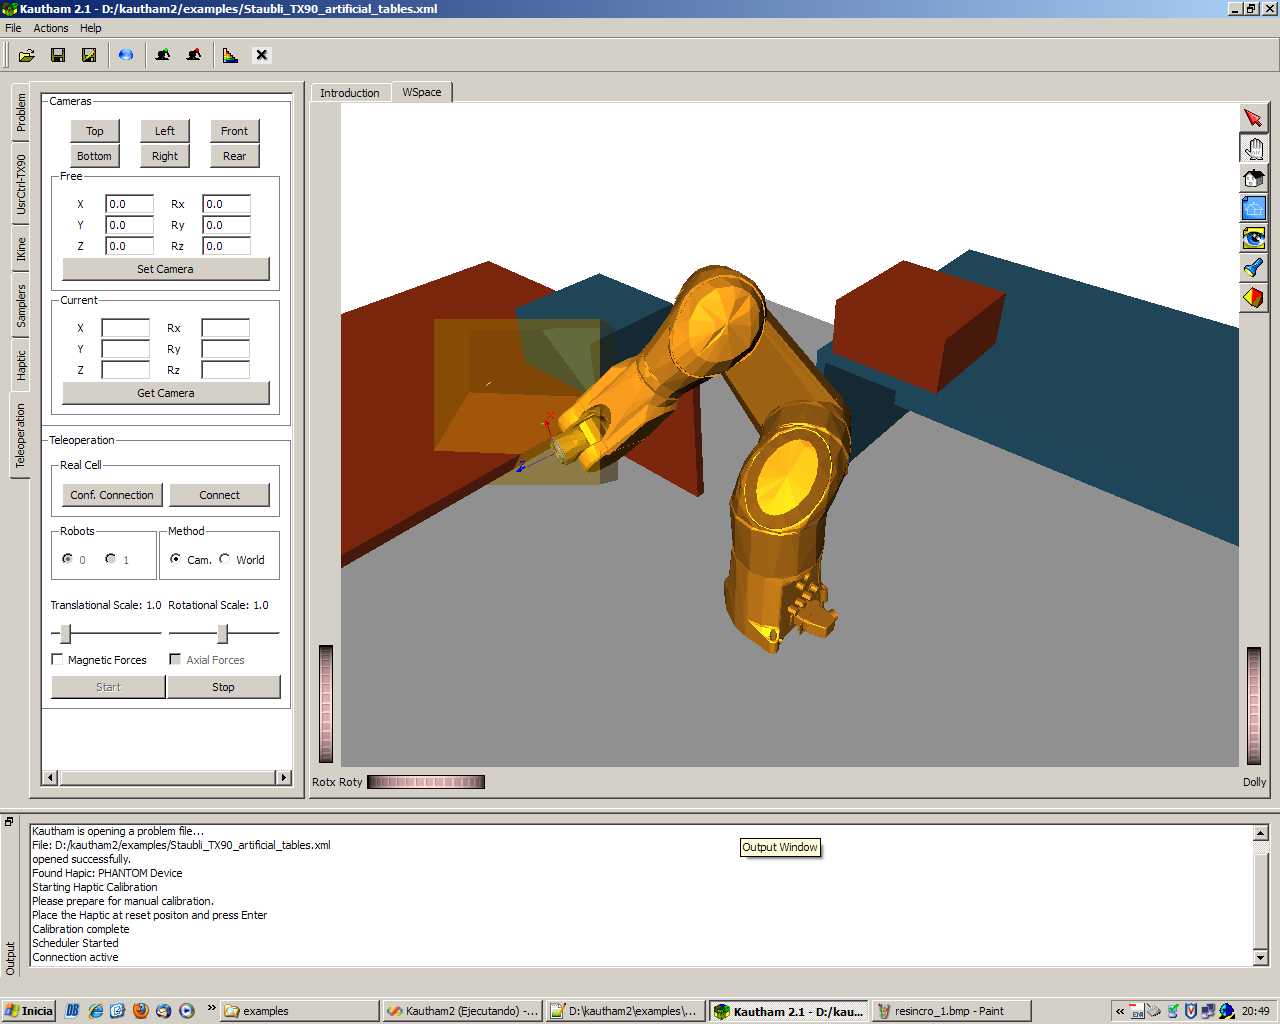 Kautham 2.1 - D:/kautham2/examples/Staubli_TX90_artificial_tables.xml
File Actions Help
Introduction WSpace
Problem
UsrCtrl-TX90
IKine
Samplers
Haptic
Teleoperation
Cameras
Top Left Front
Bottom Right Rear
Free
X 0.0 Rx 0.0
Y 0.0 Ry 0.0
Z 0.0 Rz 0.0
Set Camera
Current
X Rx
Y Ry
Z Rz
Get Camera
Teleoperation
Real Cell
Conf. Connection Connect
Robots Method
0 1 Cam. World
Translational Scale: 1.0 Rotational Scale: 1.0
Magnetic Forces Axial Forces
Start Stop
X
Z
Rotx Roty Dolly
Output
Kautham is opening a problem file...
File: D:/kautham2/examples/Staubli_TX90_artificial_tables.xml
opened successfully.
Found Hapic: PHANTOM Device
Starting Haptic Calibration
Please prepare for manual calibration.
Place the Haptic at reset positon and press Enter
Calibration complete
Scheduler Started
Connection active
Output Window
Inicia » examples Kautham2 (Ejecutando) -... D:\kautham2\examples\... Kautham 2.1 - D:/kau... resincro_1.bmp - Paint « 20:49